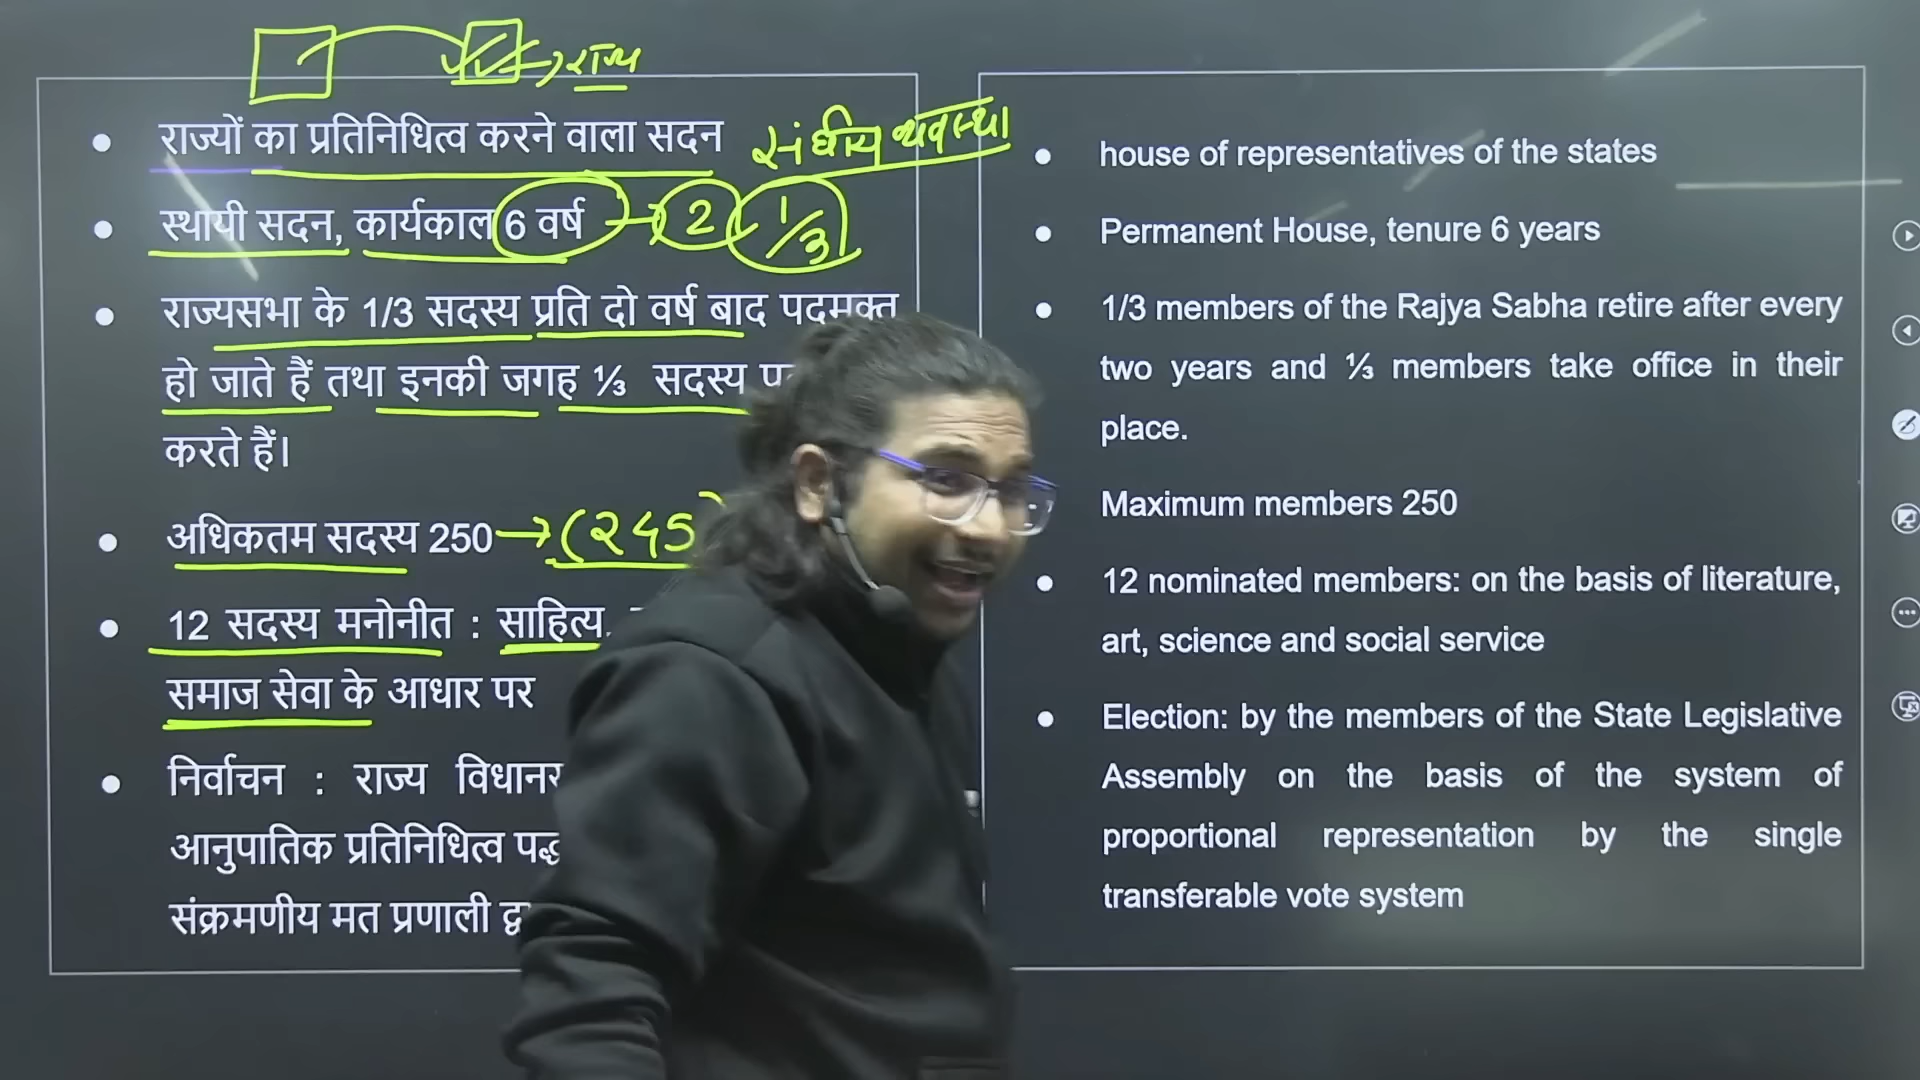 राज्य
राज्यों का प्रतिनिधित्व करने वाला सदन
संघीय व्यवस्था
स्थायी सदन, कार्यकाल 6 वर्ष → 2 1/3
राज्यसभा के 1/3 सदस्य प्रति दो वर्ष बाद पदमुक्त
हो जाते हैं तथा इनकी जगह ⅓ सदस्य
करते हैं।
अधिकतम सदस्य 250 → (245
12 सदस्य मनोनीत : साहित्य,
समाज सेवा के आधार पर
निर्वाचन : राज्य
आनुपातिक प्रतिनिधित्व
संक्रमणीय मत प्रणाली
house of representatives of the states
Permanent House, tenure 6 years
1/3 members of the Rajya Sabha retire after every
two years and ⅓ members take office in their
place.
Maximum members 250
12 nominated members: on the basis of literature,
art, science and social service
Election: by the members of the State Legislative
Assembly on the basis of the system of
proportional representation by the single
transferable vote system